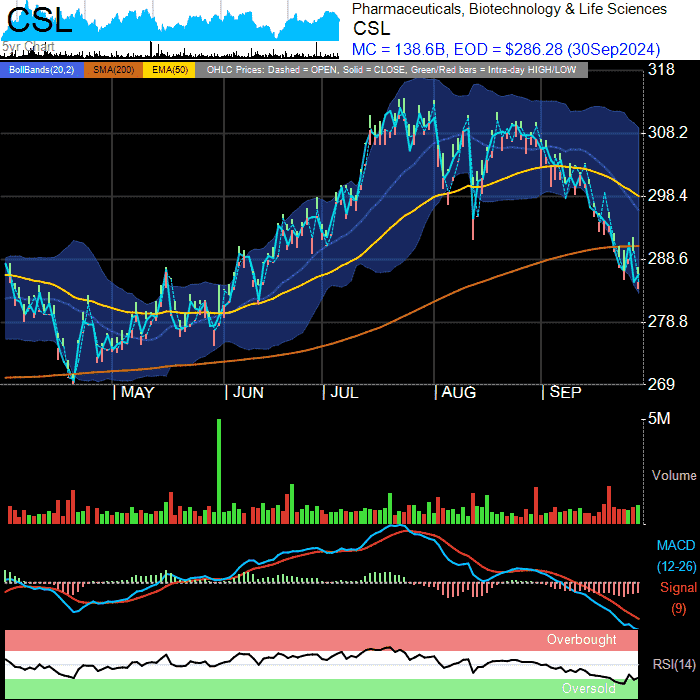 CSL
5yr Chart
Pharmaceuticals, Biotechnology & Life Sciences
CSL
MC = 138.6B, EOD = $286.28 (30Sep2024)
BollBands(20,2) SMA(200) EMA(50) OHLC Prices: Dashed = OPEN, Solid = CLOSE, Green/Red bars = Intra-day HIGH/LOW
318
308.2
298.4
288.6
278.8
269
MAY JUN JUL AUG SEP
5M
Volume
MACD
(12-26)
Signal
(9)
Overbought
RSI(14)
Oversold